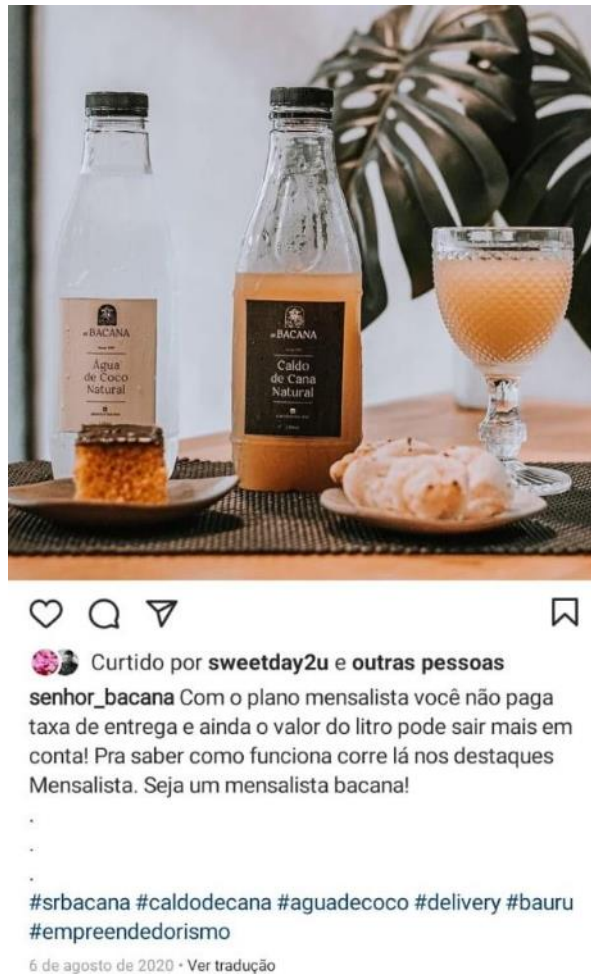 Sr BACANA
Água
de Coco
Natural
Sr BACANA
Caldo
de Cana
Natural
Curtido por sweetday2u e outras pessoas
senhor_bacana Com o plano mensalista você não paga
taxa de entrega e ainda o valor do litro pode sair mais em
conta! Pra saber como funciona corre lá nos destaques
Mensalista. Seja um mensalista bacana!
.
.
.
#srbacana #caldodecana #aguadecoco #delivery #bauru
#empreendedorismo
6 de agosto de 2020 • Ver tradução